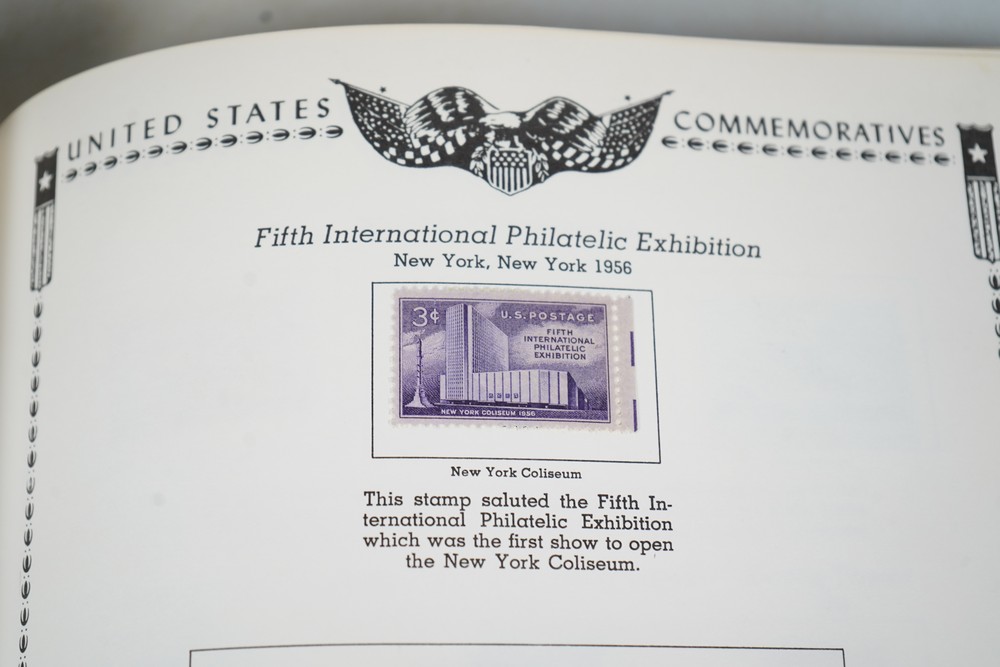 UNITED STATES COMMEMORATIVES
Fifth International Philatelic Exhibition
New York, New York 1956
3¢ U.S. POSTAGE
FIFTH
INTERNATIONAL
PHILATELIC
EXHIBITION
NEW YORK COLISEUM 1956
New York Coliseum
This stamp saluted the Fifth In-
ternational Philatelic Exhibition
which was the first show to open
the New York Coliseum.